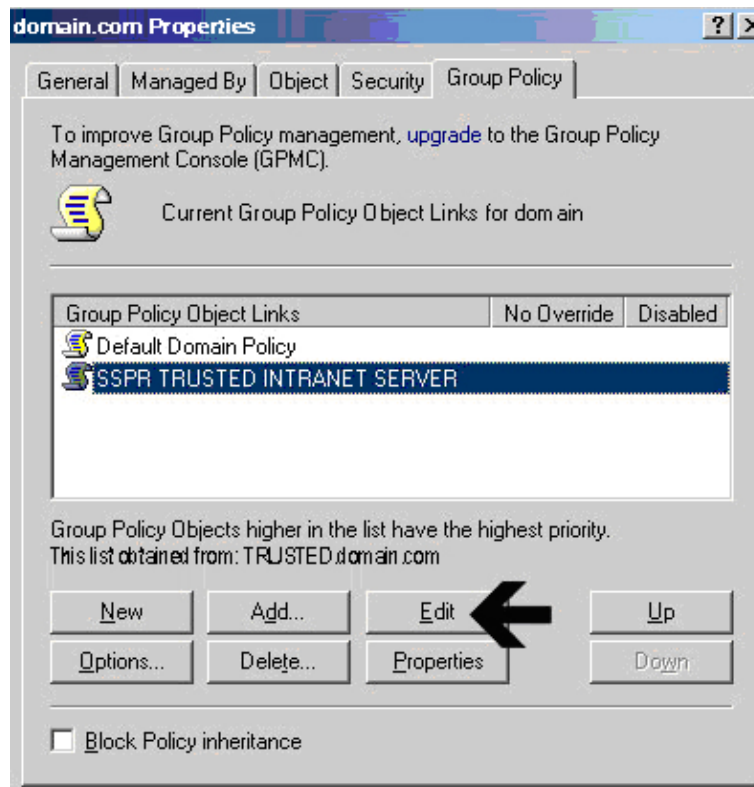 domain.com Properties
General Managed By Object Security Group Policy
To improve Group Policy management, upgrade to the Group Policy
Management Console (GPMC).
Current Group Policy Object Links for domain
Group Policy Object Links No Override Disabled
Default Domain Policy
SSPR TRUSTED INTRANET SERVER
Group Policy Objects higher in the list have the highest priority.
This list obtained from: TRUSTED.domain.com
New Add... Edit Up
Options... Delete... Properties Down
Block Policy inheritance